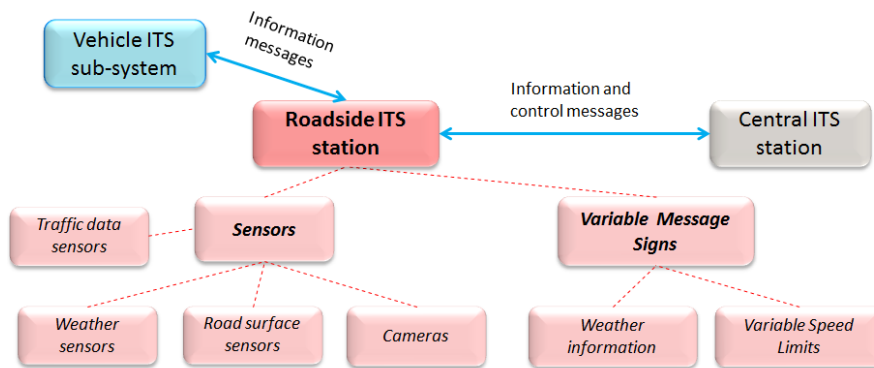 Vehicle ITS
sub-system
Information
messages
Information and
control messages
Roadside ITS
station
Central ITS
station
Traffic data
sensors
Sensors
Variable Message
Signs
Weather
sensors
Road surface
sensors
Cameras
Weather
information
Variable Speed
Limits